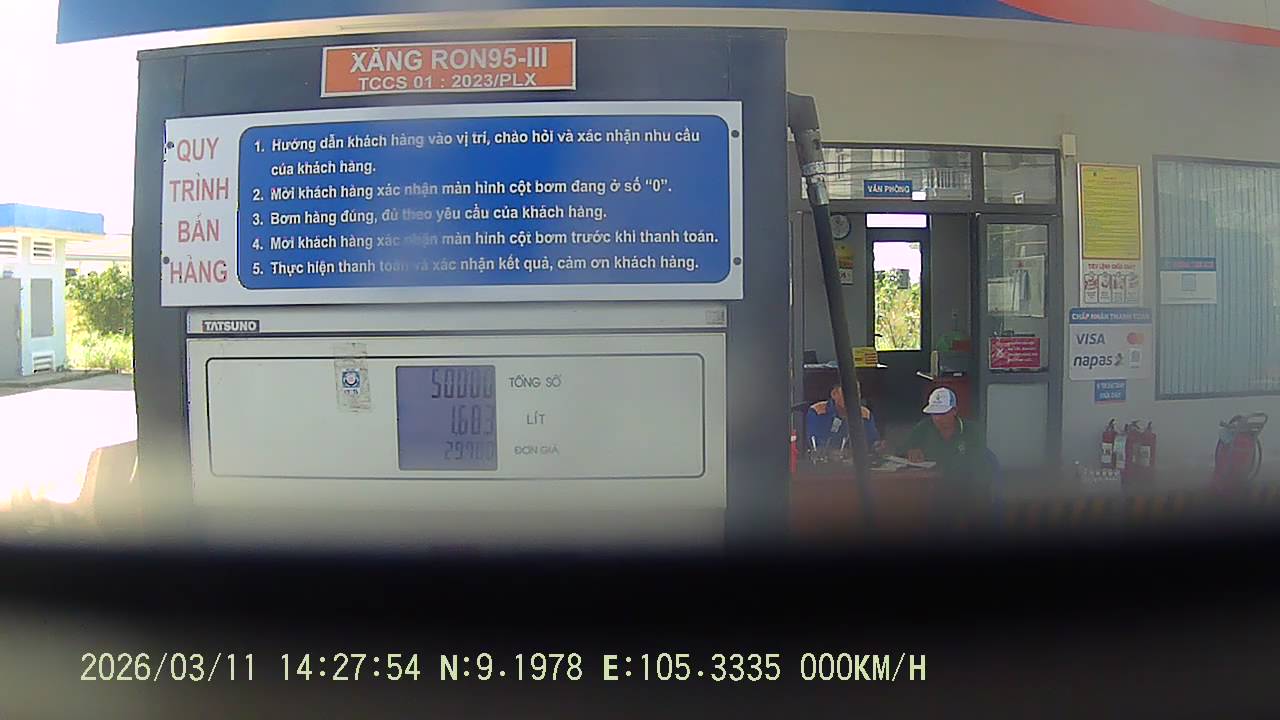 XĂNG RON95-III
TCCS 01 : 2023/PLX
QUY
TRÌNH
BÁN
HÀNG
1. Hướng dẫn khách hàng vào vị trí, chào hỏi và xác nhận nhu cầu
của khách hàng.
2. Mời khách hàng xác nhận màn hình cột bơm đang ở số “0”.
3. Bơm hàng đúng, đủ theo yêu cầu của khách hàng.
4. Mời khách hàng xác nhận màn hình cột bơm trước khi thanh toán.
5. Thực hiện thanh toán và xác nhận kết quả, cảm ơn khách hàng.
TATSUNO
50000 TỔNG SỐ
1.683 LÍT
ĐƠN GIÁ
VĂN PHÒNG
CHẤP NHẬN THANH TOÁN
VISA
napas
2026/03/11 14:27:54 N:9.1978 E:105.3335 000KM/H